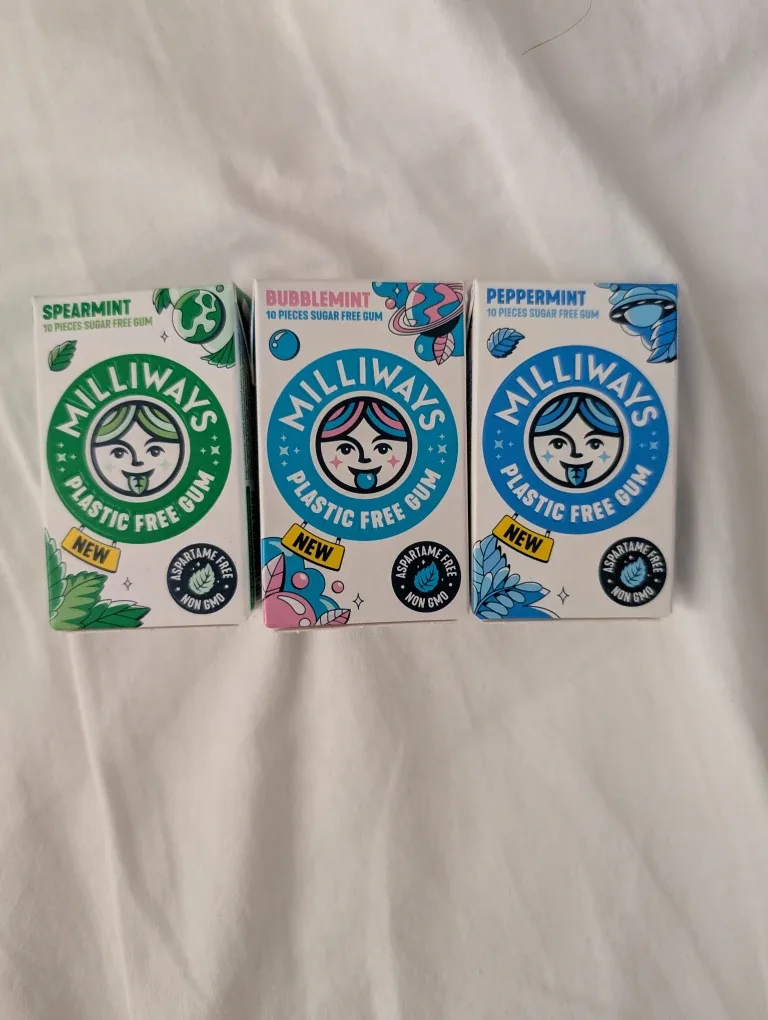 SPEARMINT
10 PIECES SUGAR FREE GUM
MILLIWAYS
PLASTIC FREE GUM
NEW
ASPARTAME FREE
NON GMO
BUBBLEMINT
10 PIECES SUGAR FREE GUM
MILLIWAYS
PLASTIC FREE GUM
NEW
ASPARTAME FREE
NON GMO
PEPPERMINT
10 PIECES SUGAR FREE GUM
MILLIWAYS
PLASTIC FREE GUM
NEW
ASPARTAME FREE
NON GMO